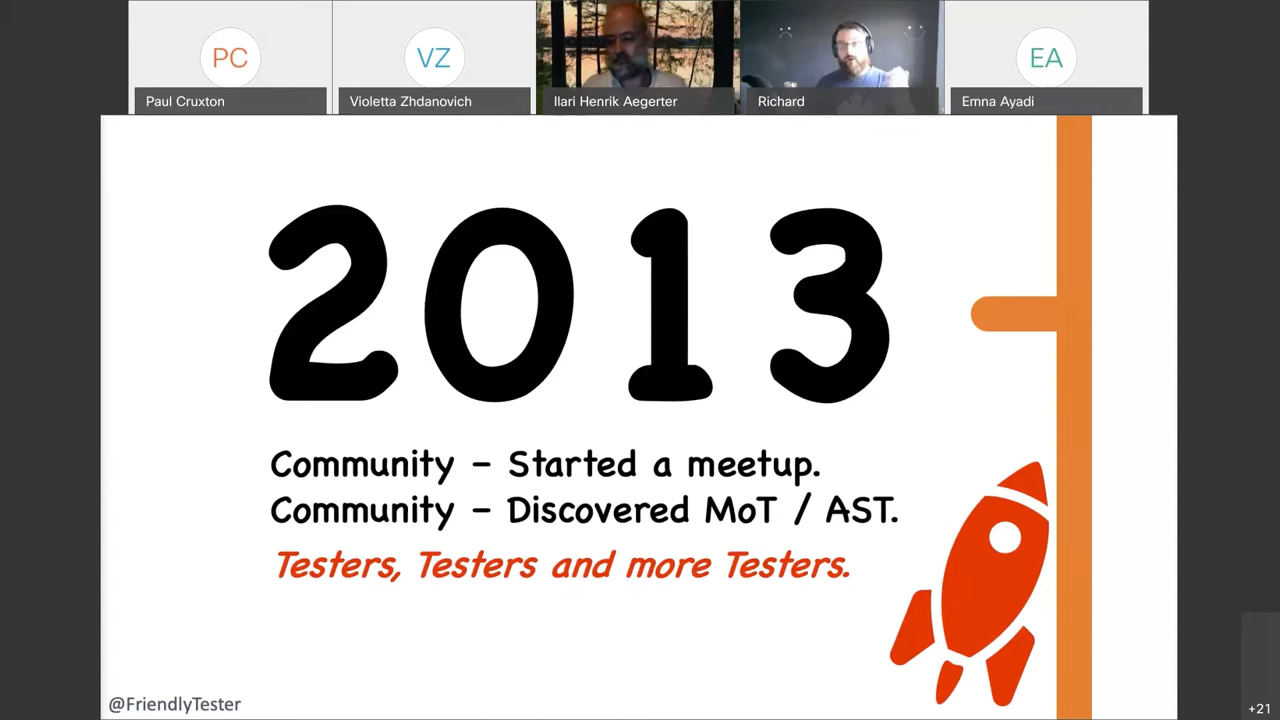 PC
VZ
EA
Paul Cruxton
Violetta Zhdanovich
Ilari Henrik Aegerter
Richard
Emna Ayadi
2013
Community - Started a meetup.
Community - Discovered MoT / AST.
Testers, Testers and more Testers.
@FriendlyTester
+21